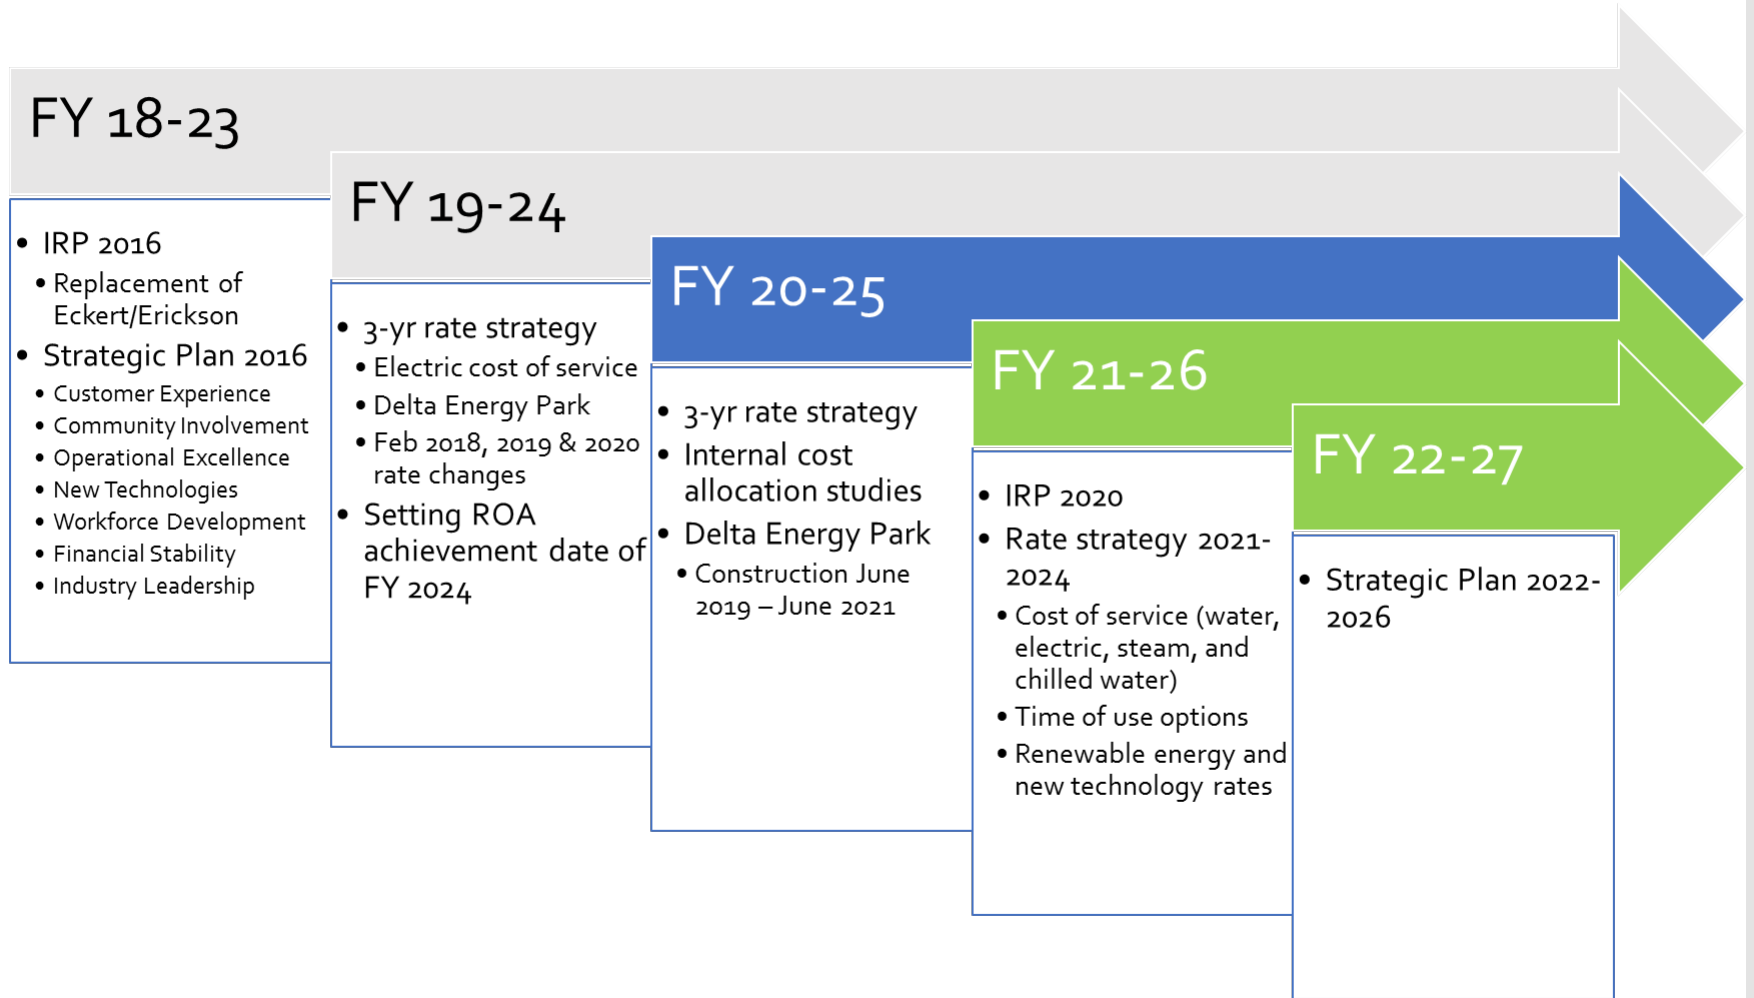 FY 18-23
• IRP 2016
• Replacement of
Eckert/Erickson
• Strategic Plan 2016
• Customer Experience
• Community Involvement
• Operational Excellence
• New Technologies
• Workforce Development
• Financial Stability
• Industry Leadership
FY 19-24
• 3-yr rate strategy
• Electric cost of service
• Delta Energy Park
• Feb 2018, 2019 & 2020
rate changes
• Setting ROA
achievement date of
FY 2024
FY 20-25
• 3-yr rate strategy
• Internal cost
allocation studies
• Delta Energy Park
• Construction June
2019 – June 2021
FY 21-26
• IRP 2020
• Rate strategy 2021-
2024
• Cost of service (water,
electric, steam, and
chilled water)
• Time of use options
• Renewable energy and
new technology rates
FY 22-27
• Strategic Plan 2022-
2026